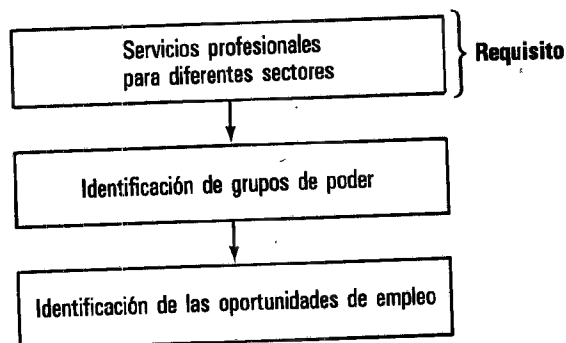 Servicios profesionales
para diferentes sectores
Requisito
Identificación de grupos de poder
Identificación de las oportunidades de empleo